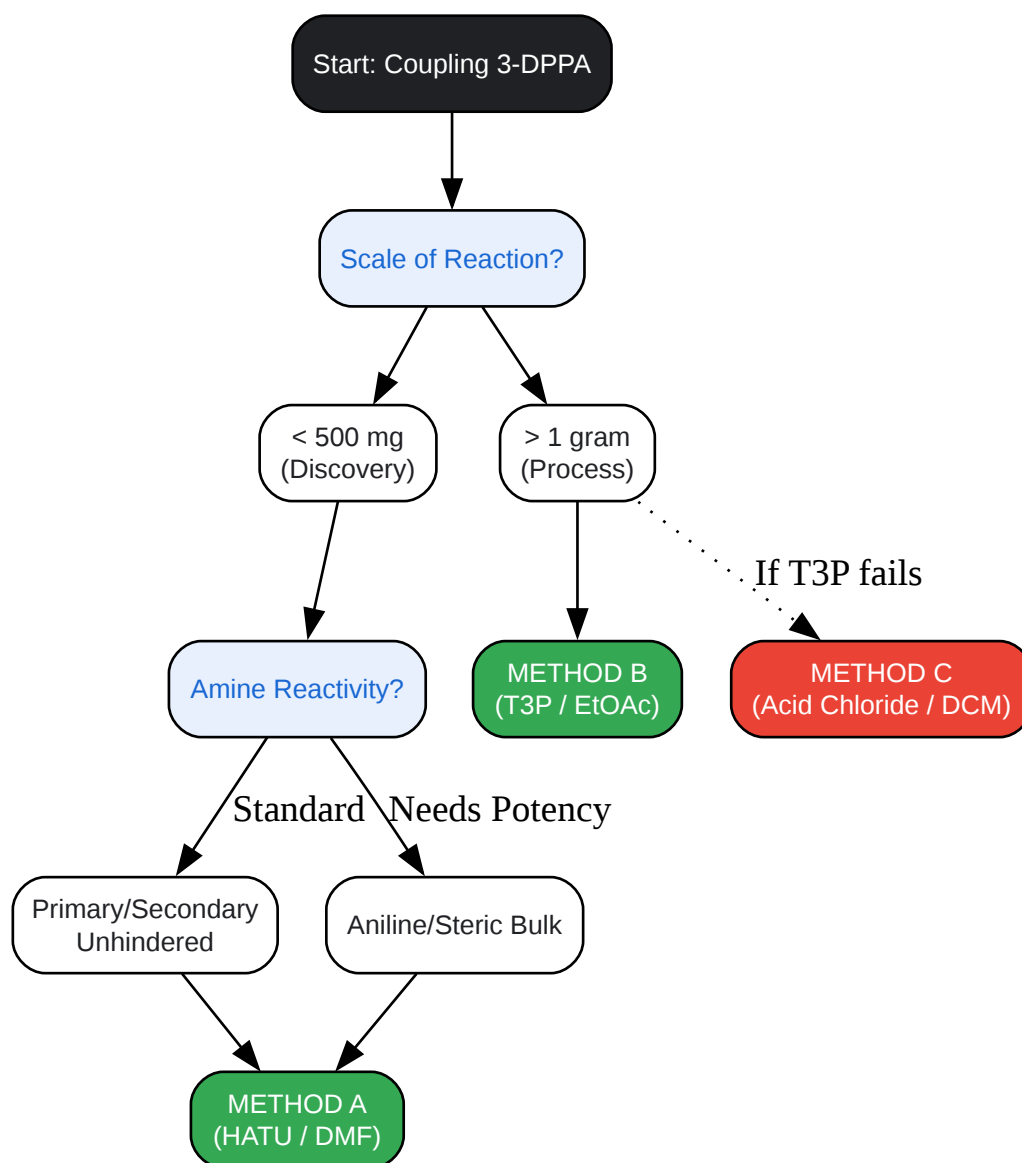 Start: Coupling 3-DPPA
Scale of Reaction?
< 500 mg
(Discovery)
> 1 gram
(Process)
If T3P fails
Amine Reactivity?
METHOD B
(T3P / EtOAc)
METHOD C
(Acid Chloride / DCM)
Standard
Needs Potency
Primary/Secondary
Unhindered
Aniline/Steric Bulk
METHOD A
(HATU / DMF)